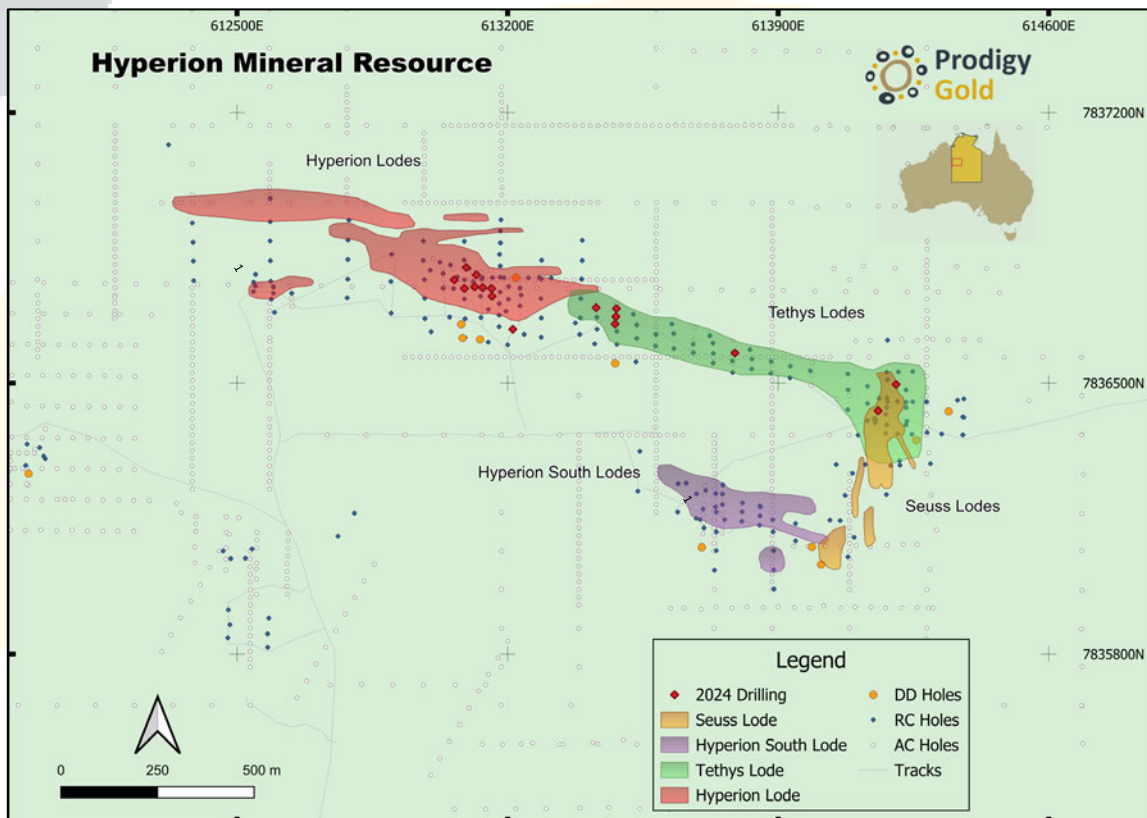 612500E
613200E
613900E
614600E
Hyperion Mineral Resource
Prodigy
Gold
7837200N
Hyperion Lodes
Tethys Lodes
7836500N
Hyperion South Lodes
Seuss Lodes
7835800N
Legend
2024 Drilling
Seuss Lode
Hyperion South Lode
Tethys Lode
Hyperion Lode
DD Holes
RC Holes
AC Holes
Tracks
0 250 500 m